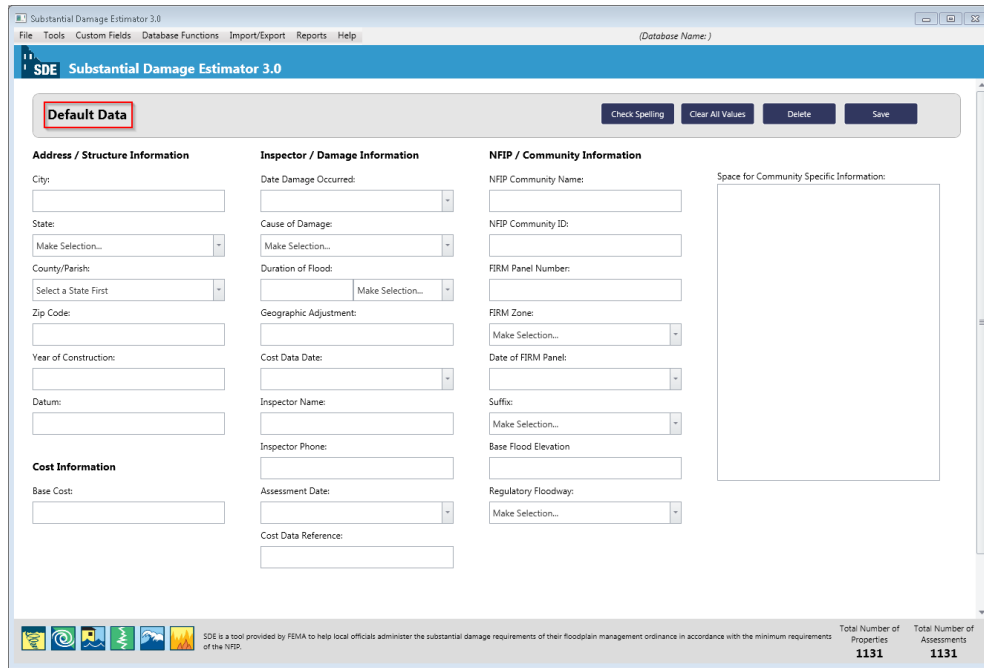 Substantial Damage Estimator 3.0
File Tools Custom Fields Database Functions Import/Export Reports Help (Database Name: )
SDE Substantial Damage Estimator 3.0
Default Data
Check Spelling
Clear All Values
Delete
Save
Address / Structure Information
City:
State:
Make Selection...
County/Parish:
Select a State First
Zip Code:
Year of Construction:
Datum:
Cost Information
Base Cost:
Inspector / Damage Information
Date Damage Occurred:
Cause of Damage:
Make Selection...
Duration of Flood:
Make Selection...
Geographic Adjustment:
Cost Data Date:
Inspector Name:
Inspector Phone:
Assessment Date:
Cost Data Reference:
NFIP / Community Information
NFIP Community Name:
NFIP Community ID:
FIRM Panel Number:
FIRM Zone:
Make Selection...
Date of FIRM Panel:
Suffix:
Make Selection...
Base Flood Elevation
Regulatory Floodway:
Make Selection...
Space for Community Specific Information:
SDE is a tool provided by FEMA to help local officials administer the substantial damage requirements of their floodplain management ordinance in accordance with the minimum requirements
of the NFIP.
Total Number of
Properties
1131
Total Number of
Assessments
1131